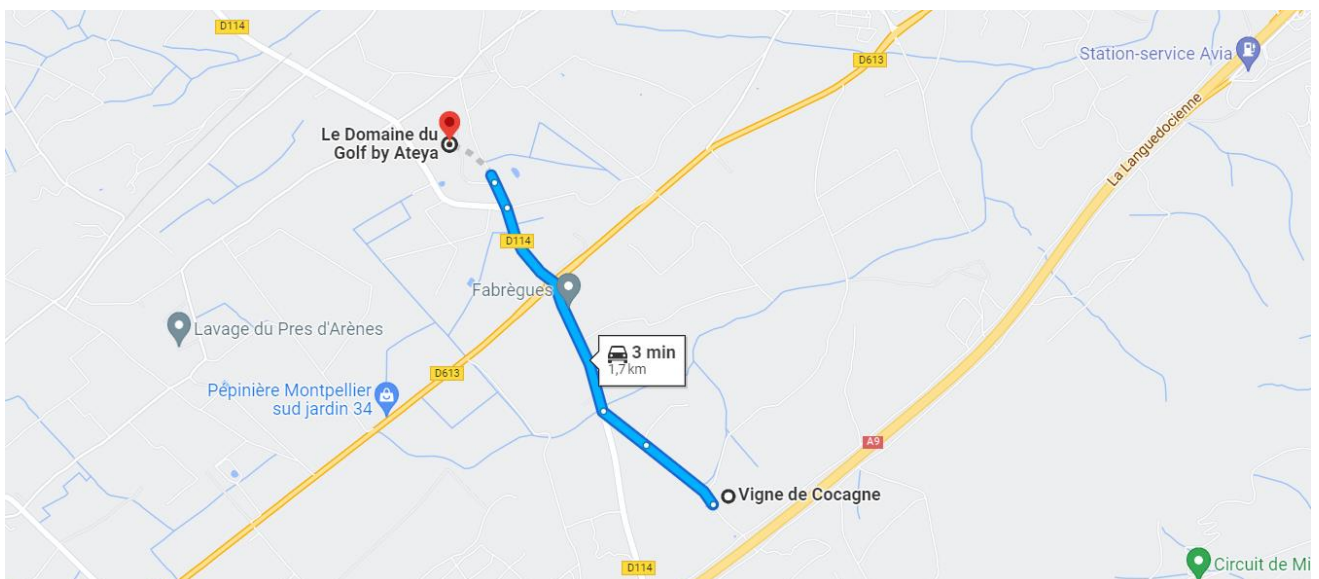 D114
D613
Station-service Avia
La Languedocienne
Le Domaine du
Golf by Ateya
D114
Fabrègues
Lavage du Pres d'Arènes
3 min
1,7 km
D613
Pépinière Montpellier
sud jardin 34
A9
Vigne de Cocagne
D114
Circuit de Mi